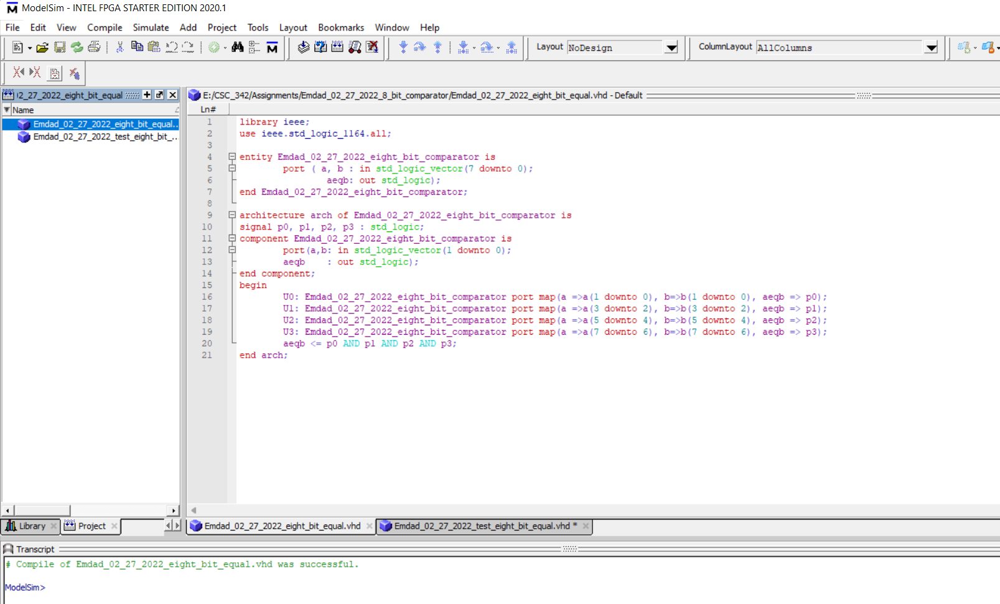 ModelSim - INTEL FPGA STARTER EDITION 2020.1
File Edit View Compile Simulate Add Project Tools Layout Bookmarks Window Help
Layout NoDesign ColumnLayout AllColumns
2_27_2022_eight_bit_equal
Name
Emdad_02_27_2022_eight_bit_equal...
Emdad_02_27_2022_test_eight_bit_...
E:/CSC_342/Assignments/Emdad_02_27_2022_8_bit_comparator/Emdad_02_27_2022_eight_bit_equal.vhd - Default
Ln#
1 library ieee;
2 use ieee.std_logic_1164.all;
3
4 entity Emdad_02_27_2022_eight_bit_comparator is
5 port ( a, b : in std_logic_vector(7 downto 0);
6 aeqb: out std_logic);
7 end Emdad_02_27_2022_eight_bit_comparator;
8
9 architecture arch of Emdad_02_27_2022_eight_bit_comparator is
10 signal p0, p1, p2, p3 : std_logic;
11 component Emdad_02_27_2022_eight_bit_comparator is
12 port(a,b: in std_logic_vector(1 downto 0);
13 aeqb : out std_logic);
14 end component;
15 begin
16 U0: Emdad_02_27_2022_eight_bit_comparator port map(a =>a(1 downto 0), b=>b(1 downto 0), aeqb => p0);
17 U1: Emdad_02_27_2022_eight_bit_comparator port map(a =>a(3 downto 2), b=>b(3 downto 2), aeqb => p1);
18 U2: Emdad_02_27_2022_eight_bit_comparator port map(a =>a(5 downto 4), b=>b(5 downto 4), aeqb => p2);
19 U3: Emdad_02_27_2022_eight_bit_comparator port map(a =>a(7 downto 6), b=>b(7 downto 6), aeqb => p3);
20 aeqb <= p0 AND p1 AND p2 AND p3;
21 end arch;
Library Project
Emdad_02_27_2022_eight_bit_equal.vhd Emdad_02_27_2022_test_eight_bit_equal.vhd *
Transcript
# Compile of Emdad_02_27_2022_eight_bit_equal.vhd was successful.
ModelSim>